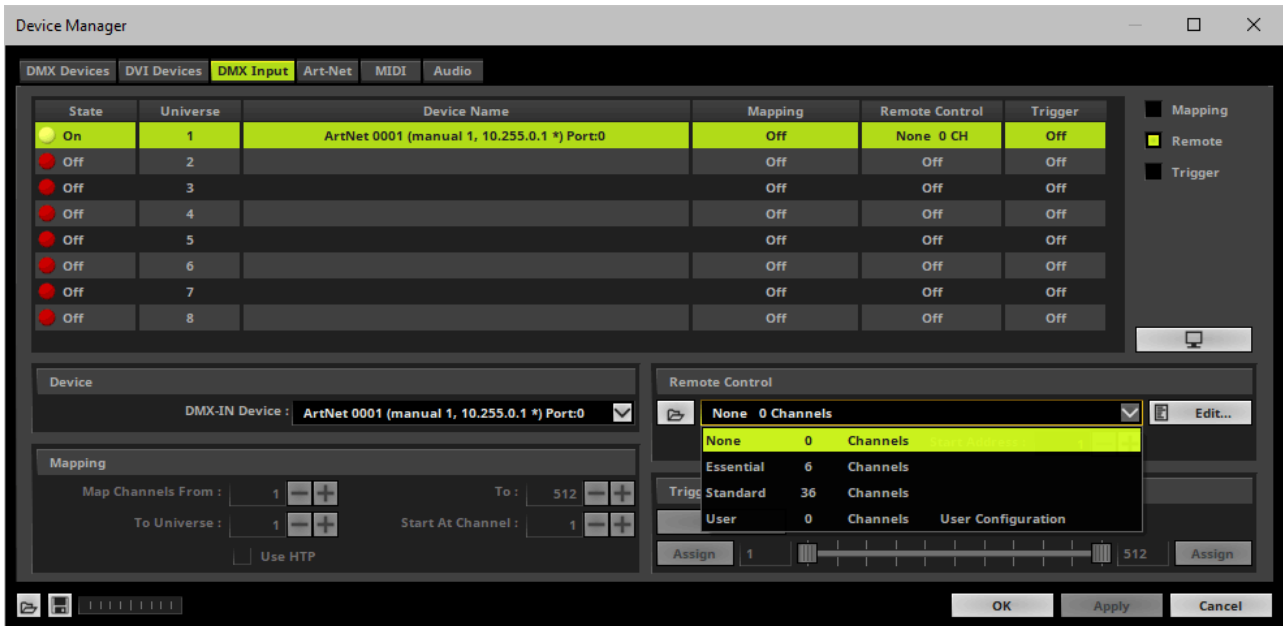 Device Manager
DMX Devices DVI Devices DMX Input Art-Net MIDI Audio
State Universe Device Name Mapping Remote Control Trigger
On 1 ArtNet 0001 (manual 1, 10.255.0.1 *) Port:0 Off None 0 CH Off
Off 2 Off Off Off
Off 3 Off Off Off
Off 4 Off Off Off
Off 5 Off Off Off
Off 6 Off Off Off
Off 7 Off Off Off
Off 8 Off Off Off
Mapping
Remote
Trigger
Device
DMX-IN Device : ArtNet 0001 (manual 1, 10.255.0.1 *) Port:0
Mapping
Map Channels From : 1 To : 512
To Universe : 1 Start At Channel : 1
Use HTP
Remote Control
None 0 Channels Edit...
None 0 Channels
Essential 6 Channels
Standard 36 Channels
User 0 Channels User Configuration
Assign 1 512 Assign
OK Apply Cancel